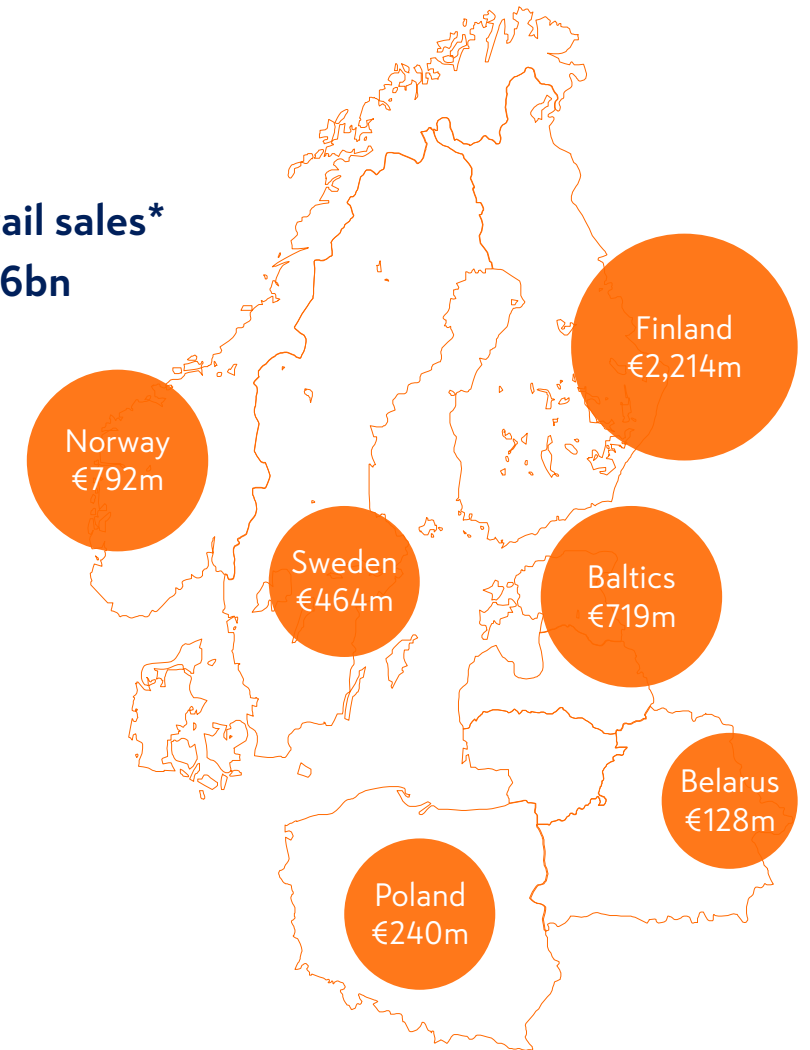 ail sales*
6bn
Finland
€2,214m
Norway
€792m
Sweden
€464m
Baltics
€719m
Belarus
€128m
Poland
€240m